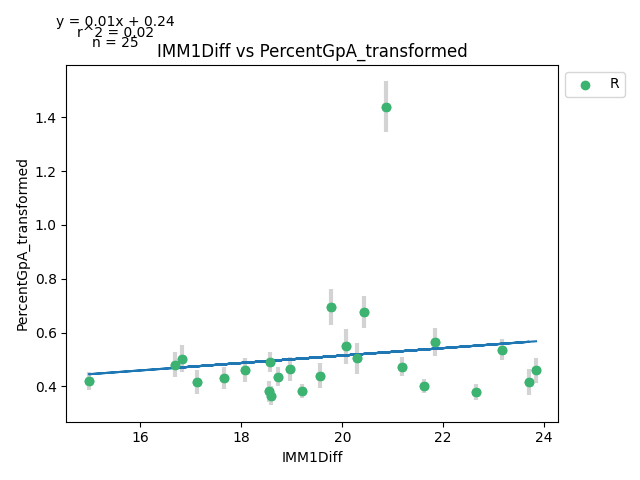 y = 0.01x + 0.24
r^2 = 0.02
n = 25
IMM1Diff vs PercentGpA_transformed
R
PercentGpA_transformed
1.4
1.2
1.0
0.8
0.6
0.4
16 18 20 22 24
IMM1Diff